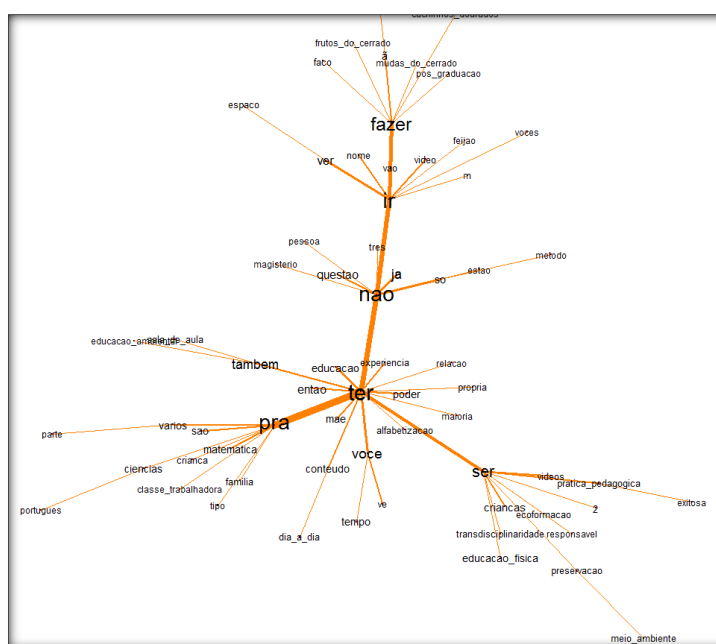 cachinhos_dourados
frutos_do_cerrado
a
faco
mudas_do_cerrado
pos_graduacao
espaco
fazer
voces
feijao
nome
ver
video
vao
m
ir
pessoa
tres
metodo
magisterio
questao
ja
so
estao
nao
educacao_ambiental
sala_de_aula
tambem
educacao
experiencia
relacao
entao
ter
poder
propria
maioria
mae
pra
varios
sao
alfabetizacao
parte
matematica
voce
crianca
ciencias
conteudo
ser
videos
familia
pratica_pedagogica
classe_trabalhadora
portugues
tipo
ve
criancas
2
exitosa
ecoformacao
tempo
dia_a_dia
transdisciplinaridade
responsavel
educacao_fisica
preservacao
meio_ambiente